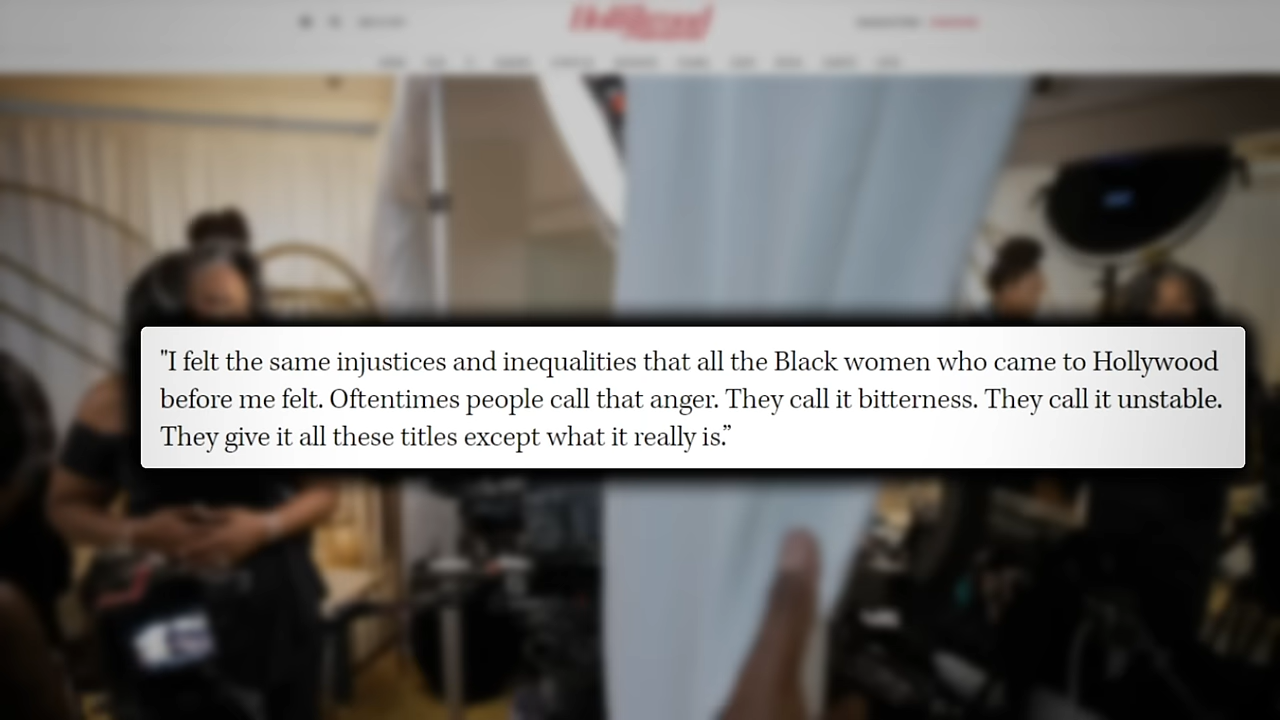 Hollywood
"I felt the same injustices and inequalities that all the Black women who came to Hollywood
before me felt. Oftentimes people call that anger. They call it bitterness. They call it unstable.
They give it all these titles except what it really is.”